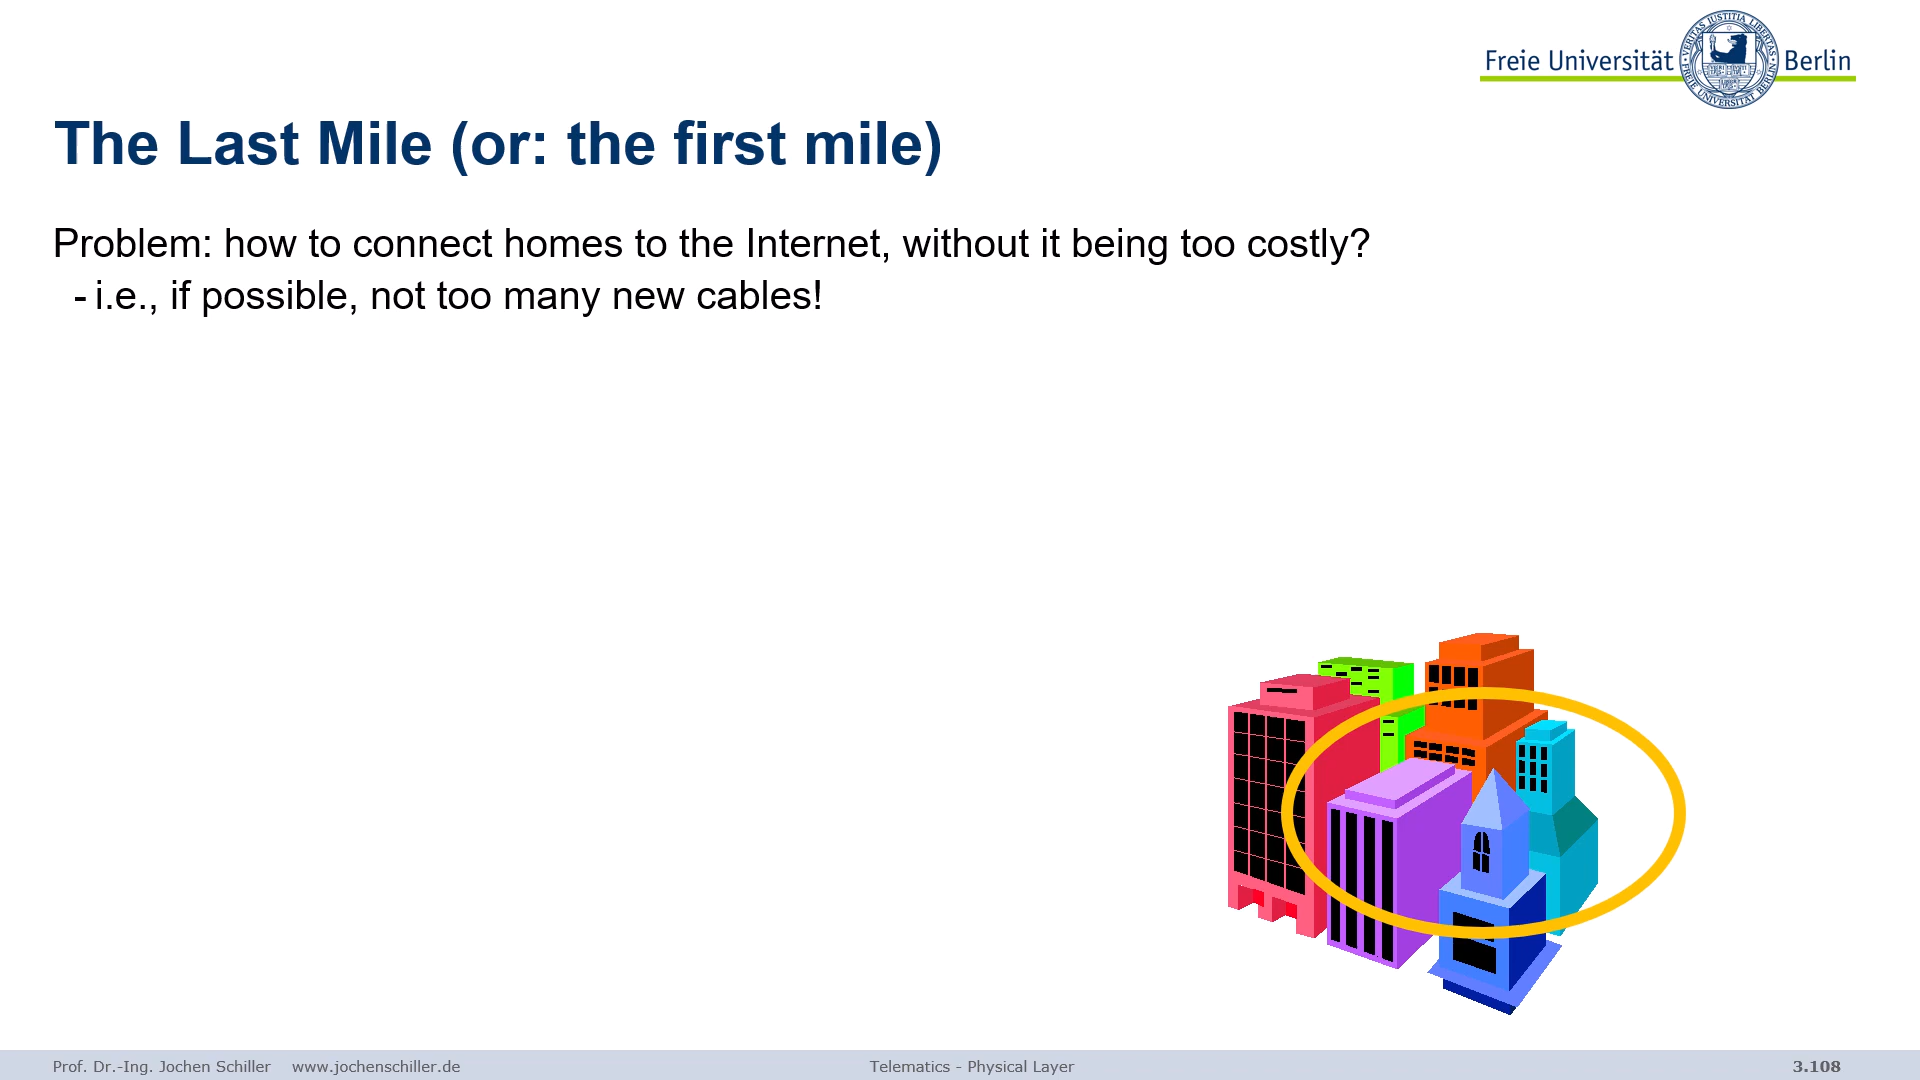 Freie Universität Berlin
The Last Mile (or: the first mile)
Problem: how to connect homes to the Internet, without it being too costly?
- i.e., if possible, not too many new cables!
Prof. Dr.-Ing. Jochen Schiller www.jochenschiller.de
Telematics - Physical Layer
3.108